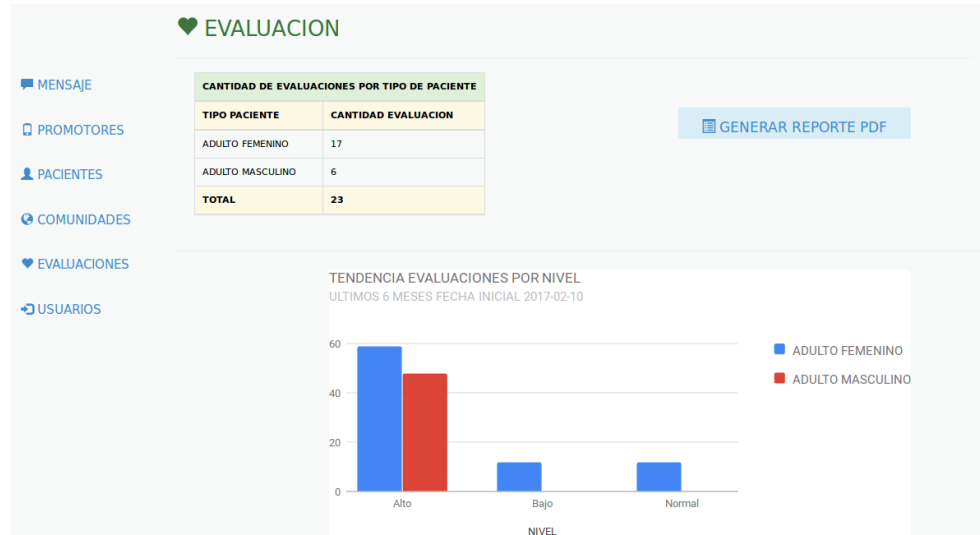 EVALUACION
MENSAJE
PROMOTORES
PACIENTES
COMUNIDADES
EVALUACIONES
USUARIOS
CANTIDAD DE EVALUACIONES POR TIPO DE PACIENTE
TIPO PACIENTE CANTIDAD EVALUACION
ADULTO FEMENINO 17
ADULTO MASCULINO 6
TOTAL 23
GENERAR REPORTE PDF
TENDENCIA EVALUACIONES POR NIVEL
ULTIMOS 6 MESES FECHA INICIAL 2017-02-10
60
40
20
0
Alto Bajo Normal
NIVEL
ADULTO FEMENINO
ADULTO MASCULINO